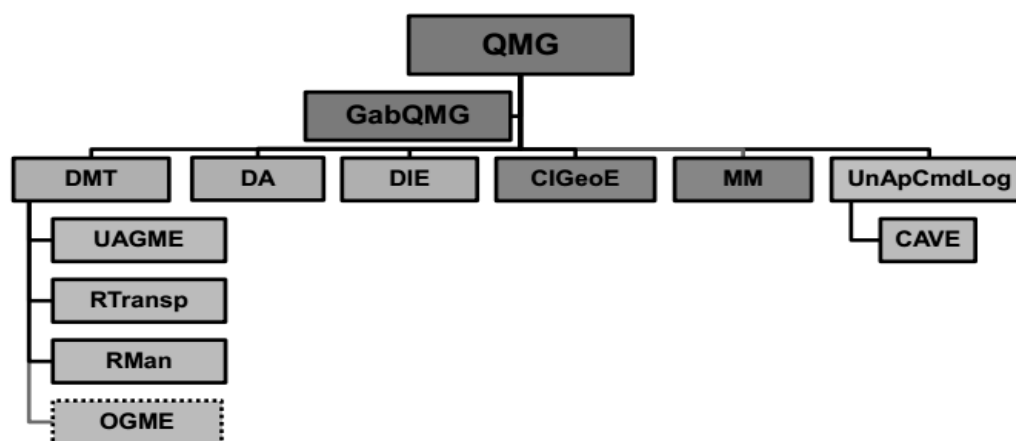 QMG
GabQMG
DMT DA DIE CIGeoE MM UnApCmdLog
UAGME CAVE
RTransp
RMan
OGME